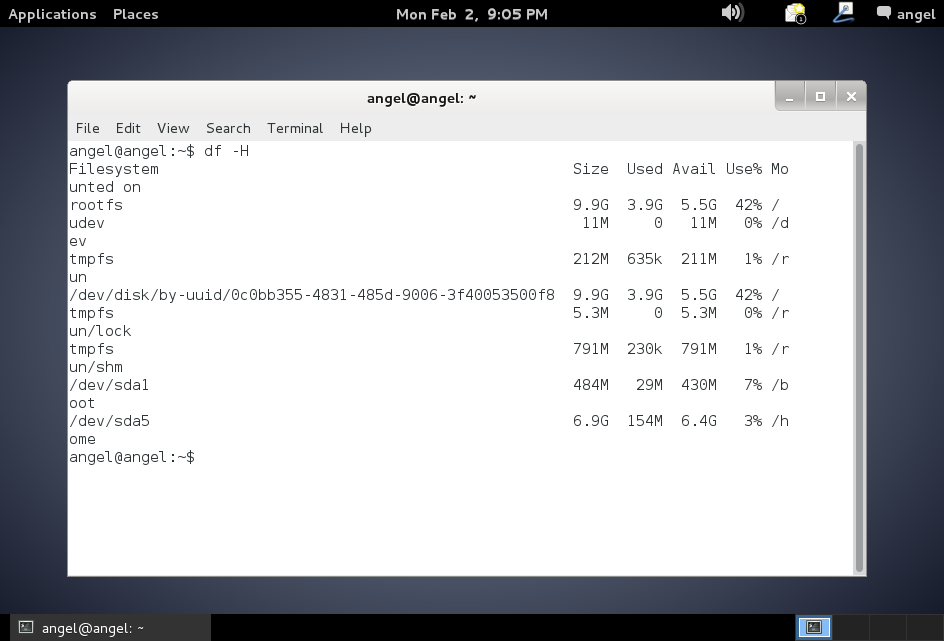 Applications Places Mon Feb 2, 9:05 PM 1 angel
angel@angel: ~
File Edit View Search Terminal Help
angel@angel:~$ df -H
Filesystem Size Used Avail Use% Mo
unted on
rootfs 9.9G 3.9G 5.5G 42% /
udev 11M 0 11M 0% /d
ev
tmpfs 212M 635k 211M 1% /r
un
/dev/disk/by-uuid/0c0bb355-4831-485d-9006-3f40053500f8 9.9G 3.9G 5.5G 42% /
tmpfs 5.3M 0 5.3M 0% /r
un/lock
tmpfs 791M 230k 791M 1% /r
un/shm
/dev/sda1 484M 29M 430M 7% /b
oot
/dev/sda5 6.9G 154M 6.4G 3% /h
ome
angel@angel:~$
angel@angel: ~